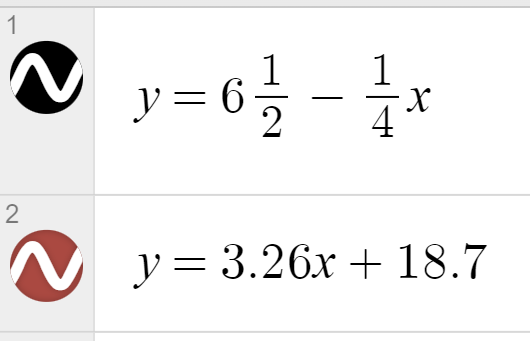 1
y = 6 1/2 − 1/4 x
2
y = 3.26x + 18.7